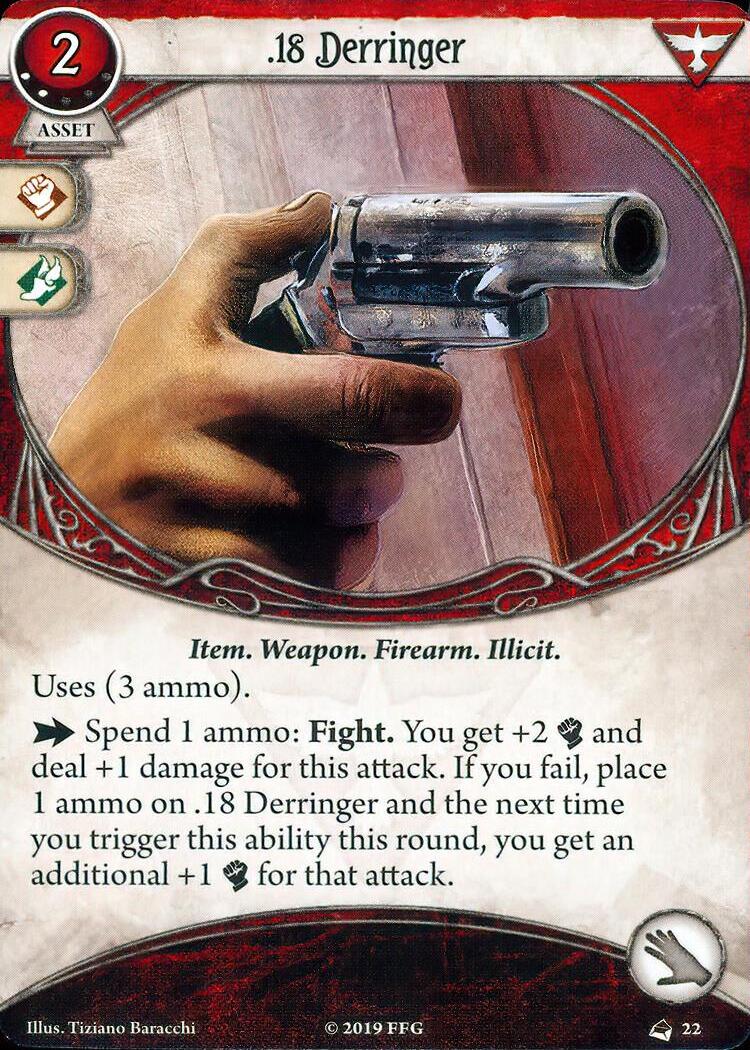 2
.18 Derringer
ASSET
Item. Weapon. Firearm. Illicit.
Uses (3 ammo).
Spend 1 ammo: Fight. You get +2 and
deal +1 damage for this attack. If you fail, place
1 ammo on .18 Derringer and the next time
you trigger this ability this round, you get an
additional +1 for that attack.
Illus. Tiziano Baracchi
© 2019 FFG
22